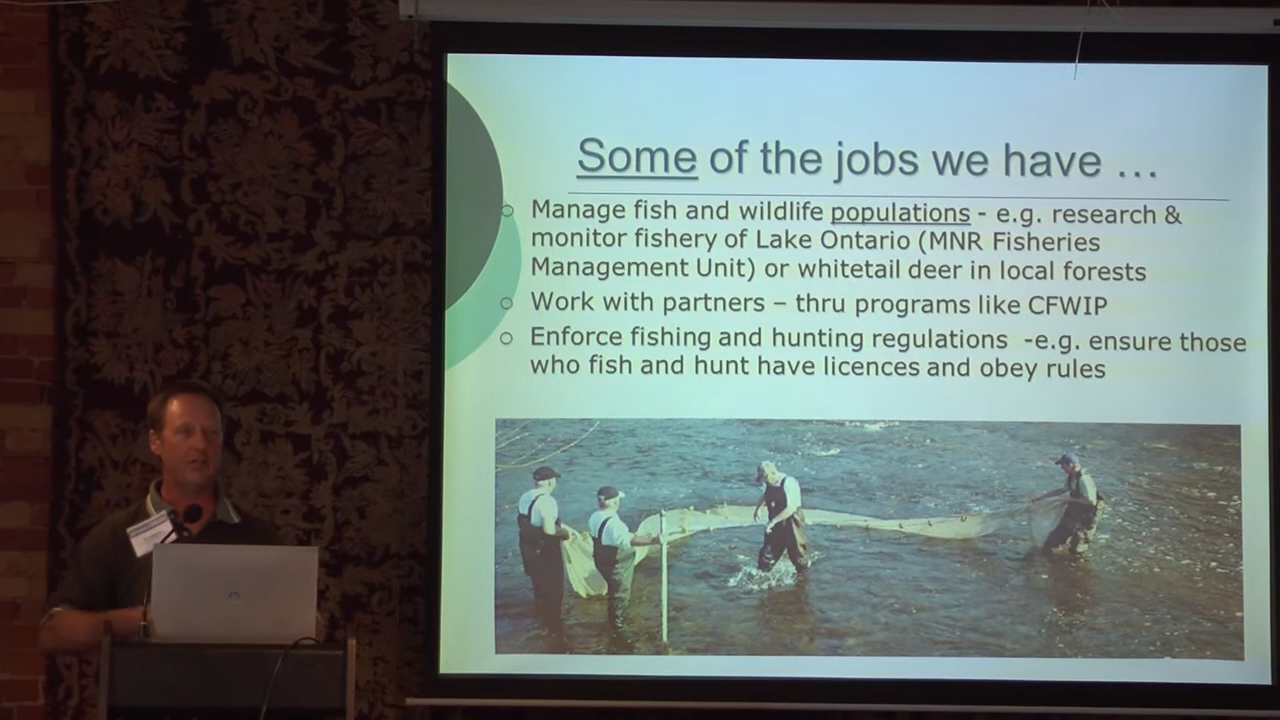 Some of the jobs we have ...
Manage fish and wildlife populations - e.g. research &
monitor fishery of Lake Ontario (MNR Fisheries
Management Unit) or whitetail deer in local forests
Work with partners – thru programs like CFWIP
Enforce fishing and hunting regulations -e.g. ensure those
who fish and hunt have licences and obey rules
hp